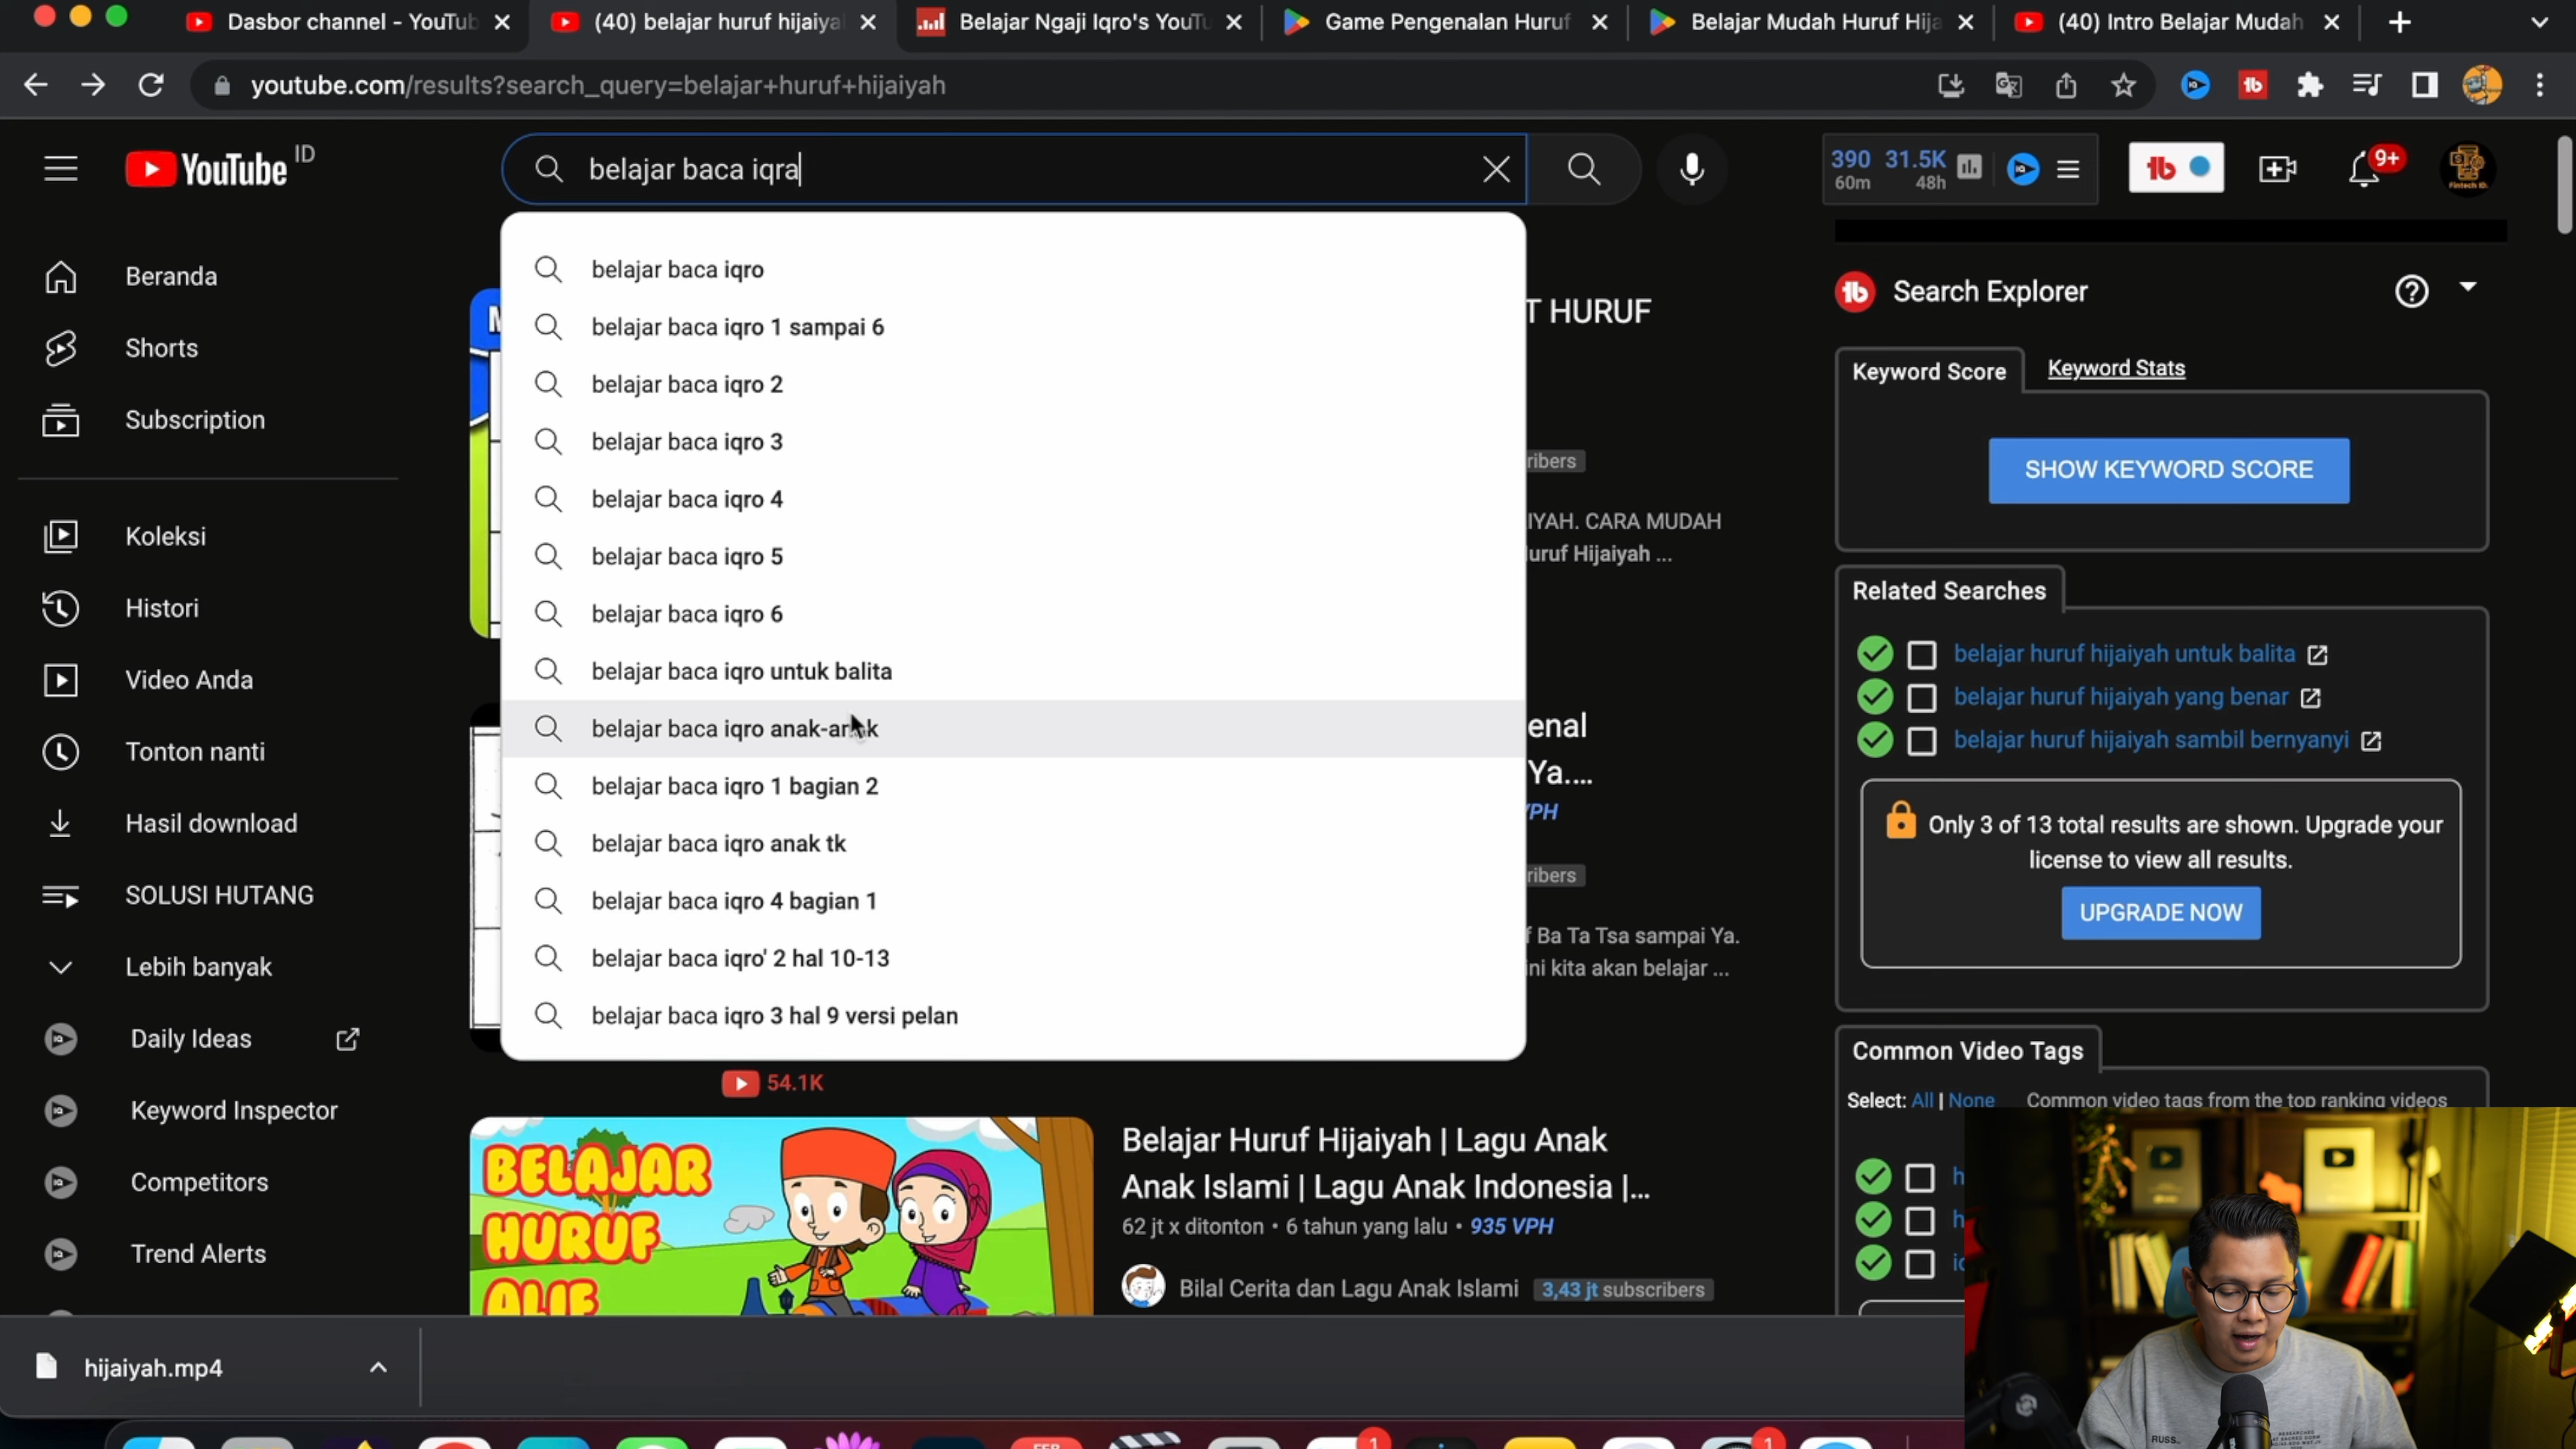 Dasbor channel - YouTub
(40) belajar huruf hijaiya
Belajar Ngaji Iqro's YouT
Game Pengenalan Huruf
Belajar Mudah Huruf Hija
(40) Intro Belajar Mudah
youtube.com/results?search_query=belajar+huruf+hijaiyah
YouTube ID
belajar baca iqra
390 60m
31.5K 48h
9+
Beranda
Shorts
Subscription
Koleksi
Histori
Video Anda
Tonton nanti
Hasil download
SOLUSI HUTANG
Lebih banyak
Daily Ideas
Keyword Inspector
Competitors
Trend Alerts
belajar baca iqro
belajar baca iqro 1 sampai 6
belajar baca iqro 2
belajar baca iqro 3
belajar baca iqro 4
belajar baca iqro 5
belajar baca iqro 6
belajar baca iqro untuk balita
belajar baca iqro anak-anak
belajar baca iqro 1 bagian 2
belajar baca iqro anak tk
belajar baca iqro 4 bagian 1
belajar baca iqro' 2 hal 10-13
belajar baca iqro 3 hal 9 versi pelan
T HURUF
ribers
IYAH. CARA MUDAH
uruf Hijaiyah ...
enal
Ya....
VPH
ribers
f Ba Ta Tsa sampai Ya.
ini kita akan belajar ...
54.1K
BELAJAR
HURUF
ALIF
Belajar Huruf Hijaiyah | Lagu Anak
Anak Islami | Lagu Anak Indonesia |...
62 jt x ditonton • 6 tahun yang lalu • 935 VPH
Bilal Cerita dan Lagu Anak Islami 3,43 jt subscribers
Search Explorer
Keyword Score
Keyword Stats
SHOW KEYWORD SCORE
Related Searches
belajar huruf hijaiyah untuk balita
belajar huruf hijaiyah yang benar
belajar huruf hijaiyah sambil bernyanyi
Only 3 of 13 total results are shown. Upgrade your
license to view all results.
UPGRADE NOW
Common Video Tags
Select: All | None
Common video tags from the top ranking videos
hijaiyah.mp4
RUSS.